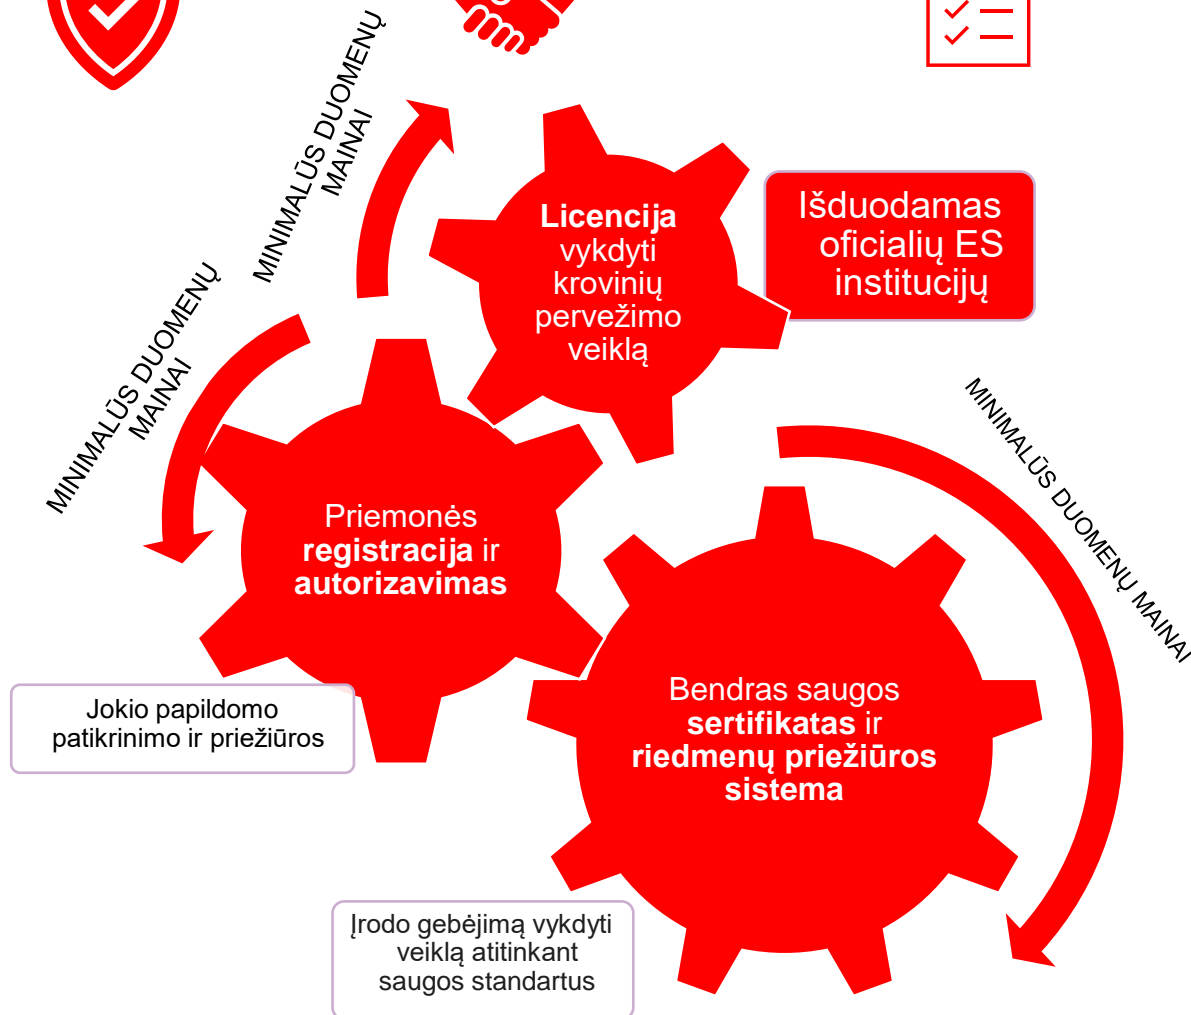 MINIMALŪS DUOMENŲ
MAINAI
Licencija
vykdyti
krovinių
pervežimo
veiklą
Išduodamas
oficialių ES
institucijų
MINIMALŪS DUOMENŲ
MAINAI
MINIMALŪS DUOMENŲ MAINAI
Priemonės
registracija ir
autorizavimas
Jokio papildomo
patikrinimo ir priežiūros
Bendras saugos
sertifikatas ir
riedmenų priežiūros
sistema
Įrodo gebėjimą vykdyti
veiklą atitinkant
saugos standartus